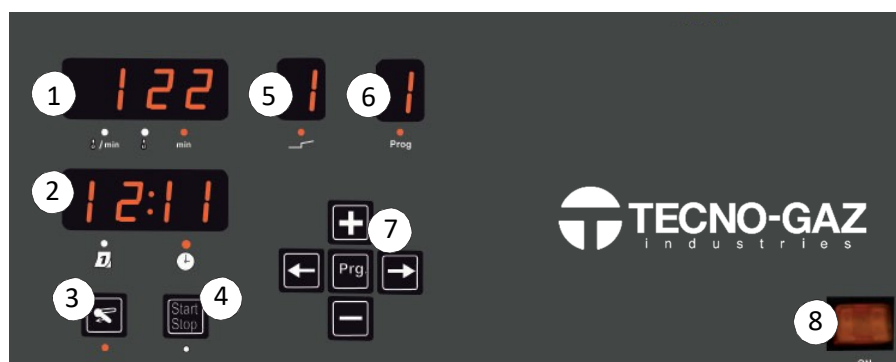 1
122
5
1
6
1
🌡/min
🌡
min
Prog
2
12:11
7
+
TECNO-GAZ
industries
← Prg. →
3
4
Start
Stop
−
8
ON